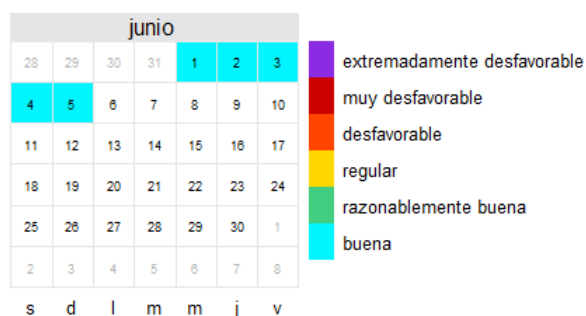 junio
28 29 30 31 1 2 3
4 5 6 7 8 9 10
11 12 13 14 15 16 17
18 19 20 21 22 23 24
25 26 27 28 29 30 1
2 3 4 5 6 7 8
s d l m m j v
extremadamente desfavorable
muy desfavorable
desfavorable
regular
razonablemente buena
buena